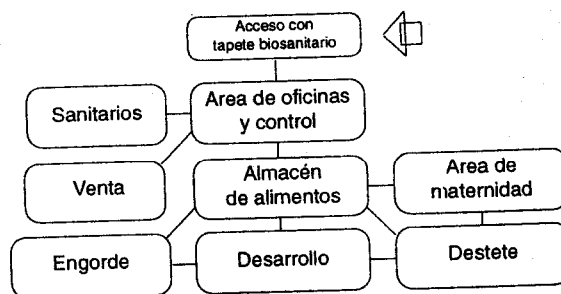 Acceso con
tapete biosanitario
Sanitarios
Area de oficinas
y control
Venta
Almacén
de alimentos
Area de
maternidad
Engorde
Desarrollo
Destete